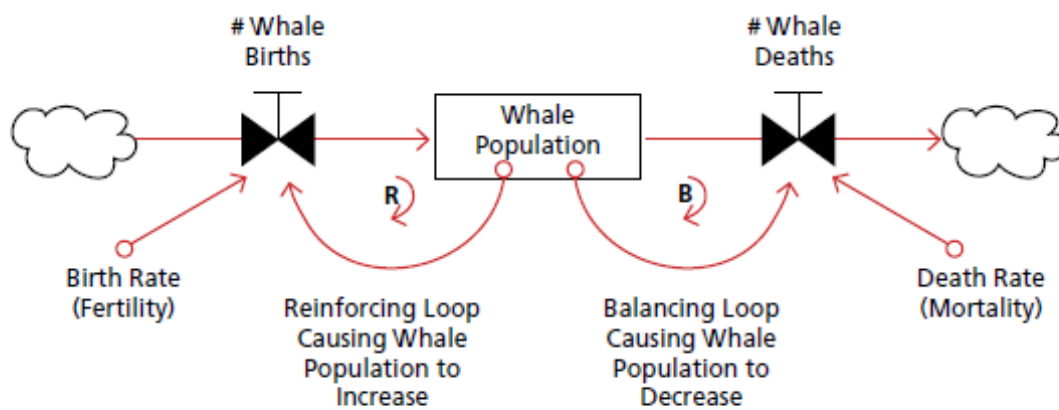 # Whale
Births
# Whale
Deaths
Whale
Population
R
B
Birth Rate
(Fertility)
Reinforcing Loop
Causing Whale
Population to
Increase
Balancing Loop
Causing Whale
Population to
Decrease
Death Rate
(Mortality)